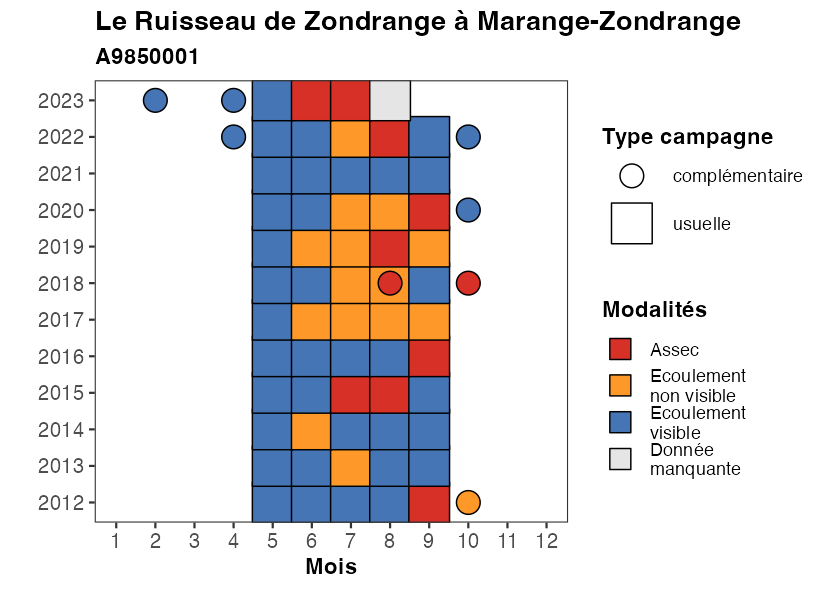 Le Ruisseau de Zondrange à Marange-Zondrange
A9850001
2023
2022
2021
2020
2019
2018
2017
2016
2015
2014
2013
2012
1 2 3 4 5 6 7 8 9 10 11 12
Mois
Type campagne
complémentaire
usuelle
Modalités
Assec
Ecoulement
non visible
Ecoulement
visible
Donnée
manquante